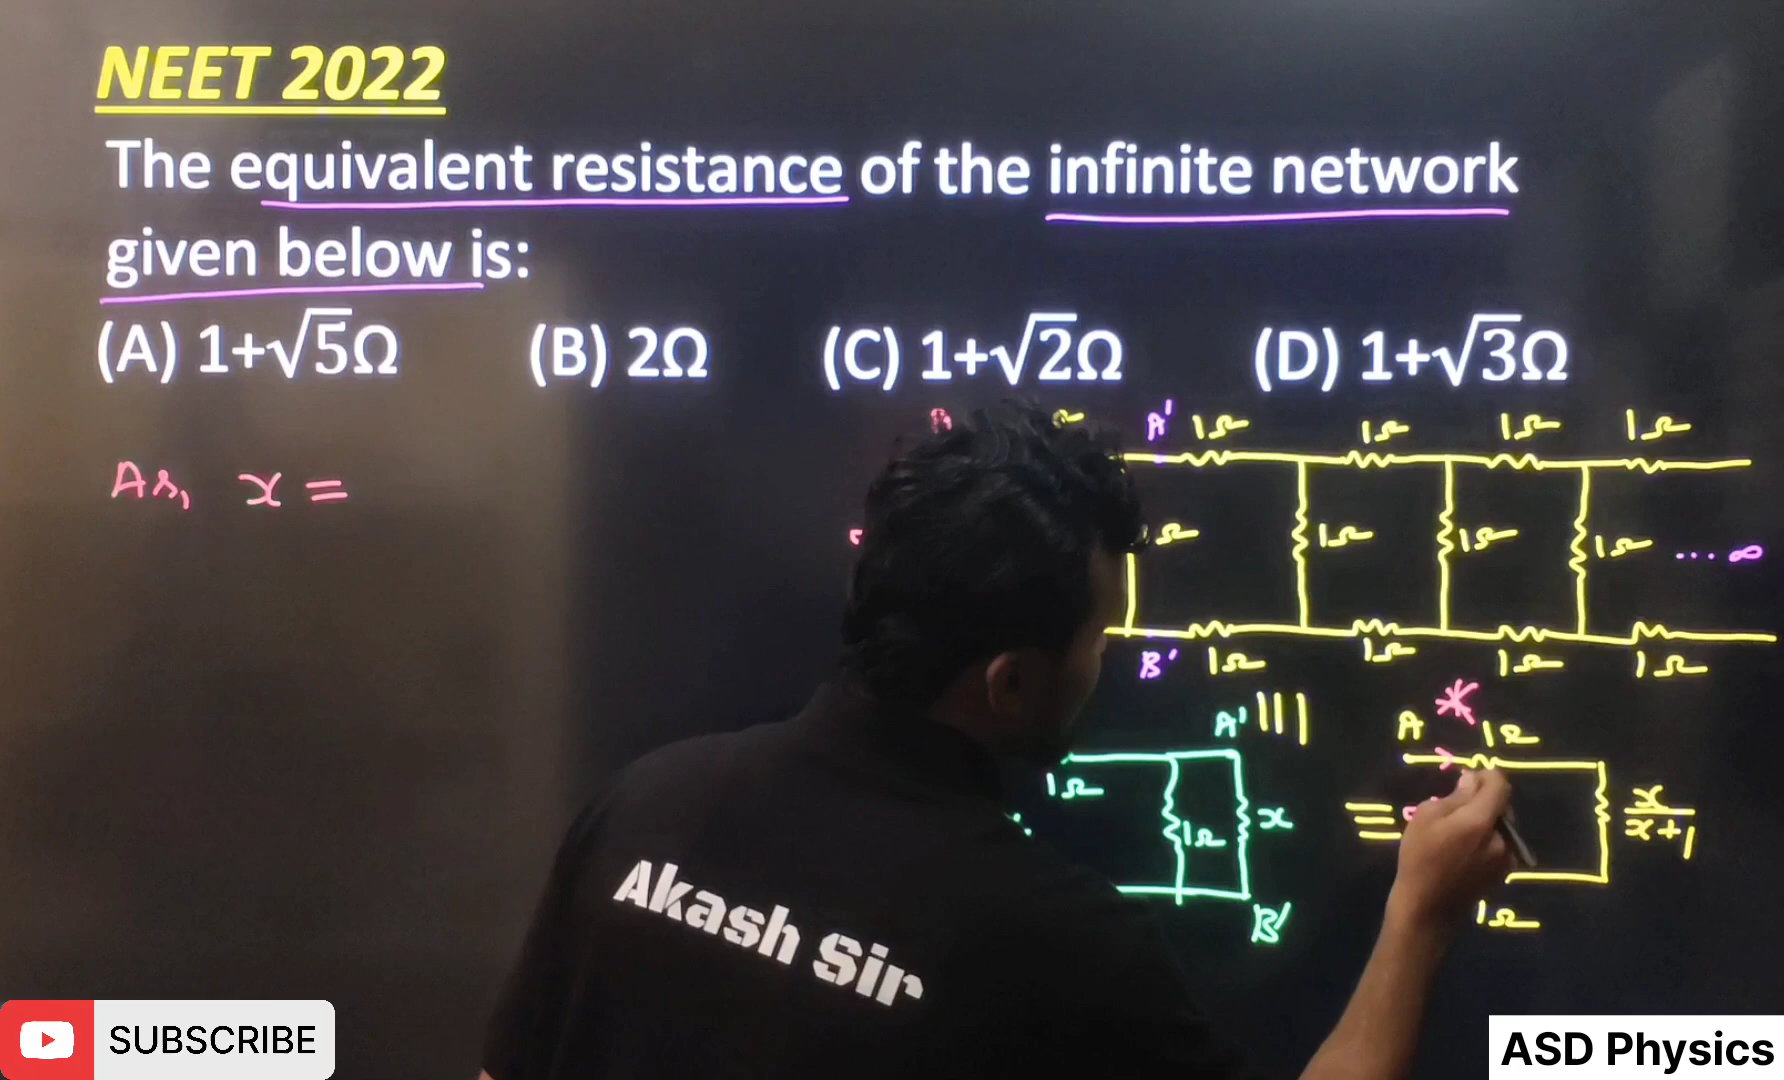 NEET 2022
The equivalent resistance of the infinite network
given below is:
(A) 1+√5Ω (B) 2Ω (C) 1+√2Ω (D) 1+√3Ω
A' 1Ω 1Ω 1Ω 1Ω
As, x =
1Ω 1Ω 1Ω ... ∞
B' 1Ω 1Ω 1Ω 1Ω
A' ||| A * 1Ω
1Ω 1Ω x ≡ x/x+1
B' 1Ω
Akash Sir
SUBSCRIBE
ASD Physics